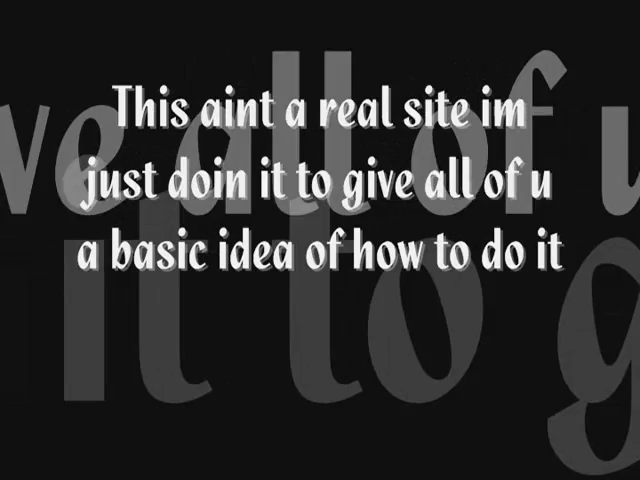 This aint a real site im
just doin it to give all of u
a basic idea of how to do it